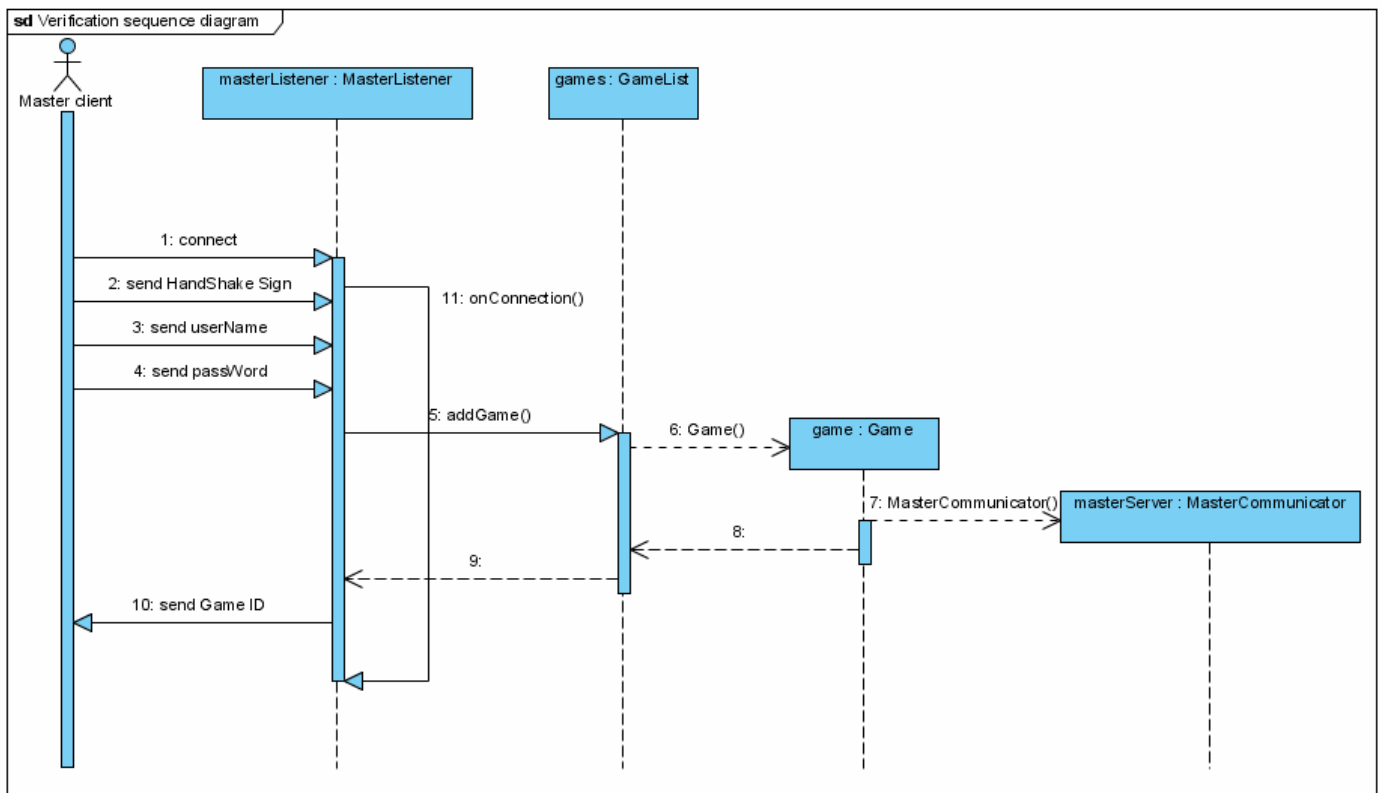 sd Verification sequence diagram
Master client
masterListener : MasterListener
games : GameList
1: connect
2: send HandShake Sign
11: onConnection()
3: send userName
4: send passWord
5: addGame()
6: Game()
game : Game
7: MasterCommunicator()
masterServer : MasterCommunicator
8:
9:
10: send Game ID